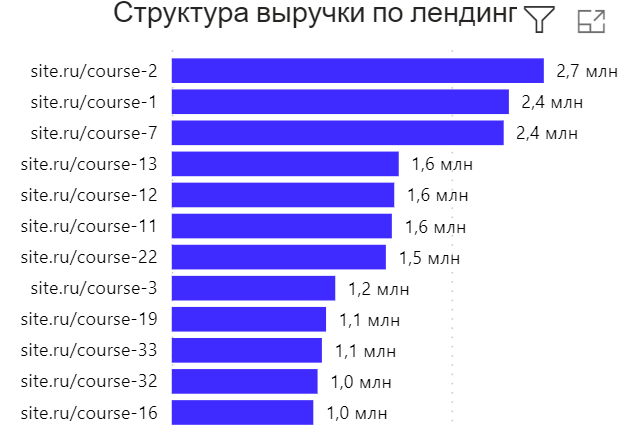 Структура выручки по лендинг
site.ru/course-2 2,7 млн
site.ru/course-1 2,4 млн
site.ru/course-7 2,4 млн
site.ru/course-13 1,6 млн
site.ru/course-12 1,6 млн
site.ru/course-11 1,6 млн
site.ru/course-22 1,5 млн
site.ru/course-3 1,2 млн
site.ru/course-19 1,1 млн
site.ru/course-33 1,1 млн
site.ru/course-32 1,0 млн
site.ru/course-16 1,0 млн